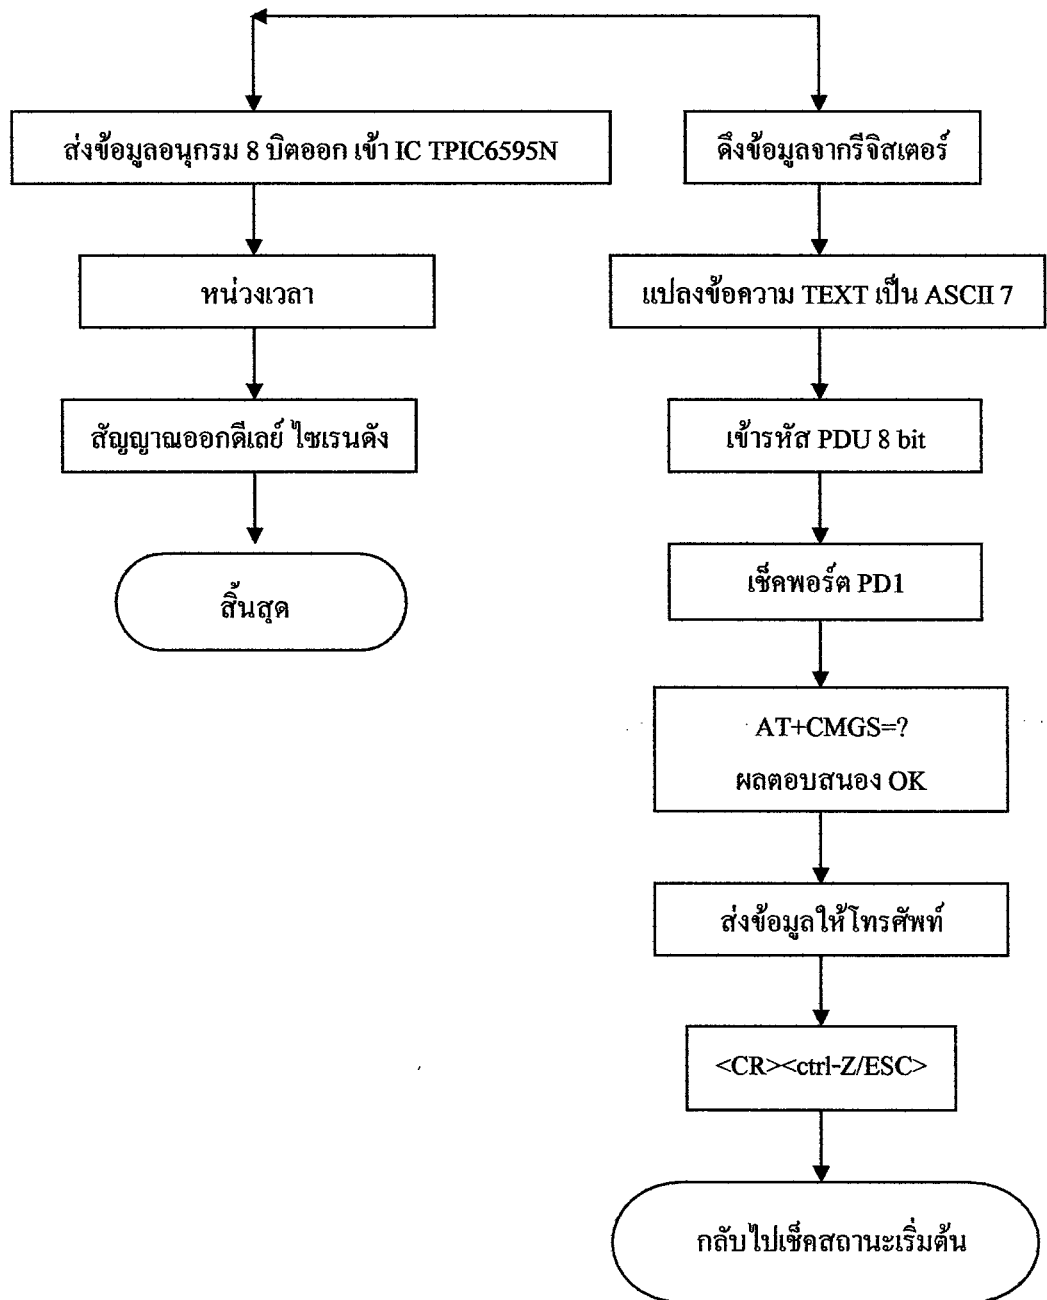 ส่งข้อมูลอนุกรม 8 บิตออก เข้า IC TPIC6595N
หน่วงเวลา
สัญญาณออกดีเลย์ ไซเรนดัง
สิ้นสุด
ดึงข้อมูลจากรีจิสเตอร์
แปลงข้อความ TEXT เป็น ASCII 7
เข้ารหัส PDU 8 bit
เช็คพอร์ต PD1
AT+CMGS=?
ผลตอบสนอง OK
ส่งข้อมูลให้โทรศัพท์
<CR><ctrl-Z/ESC>
กลับไปเช็คสถานะเริ่มต้น